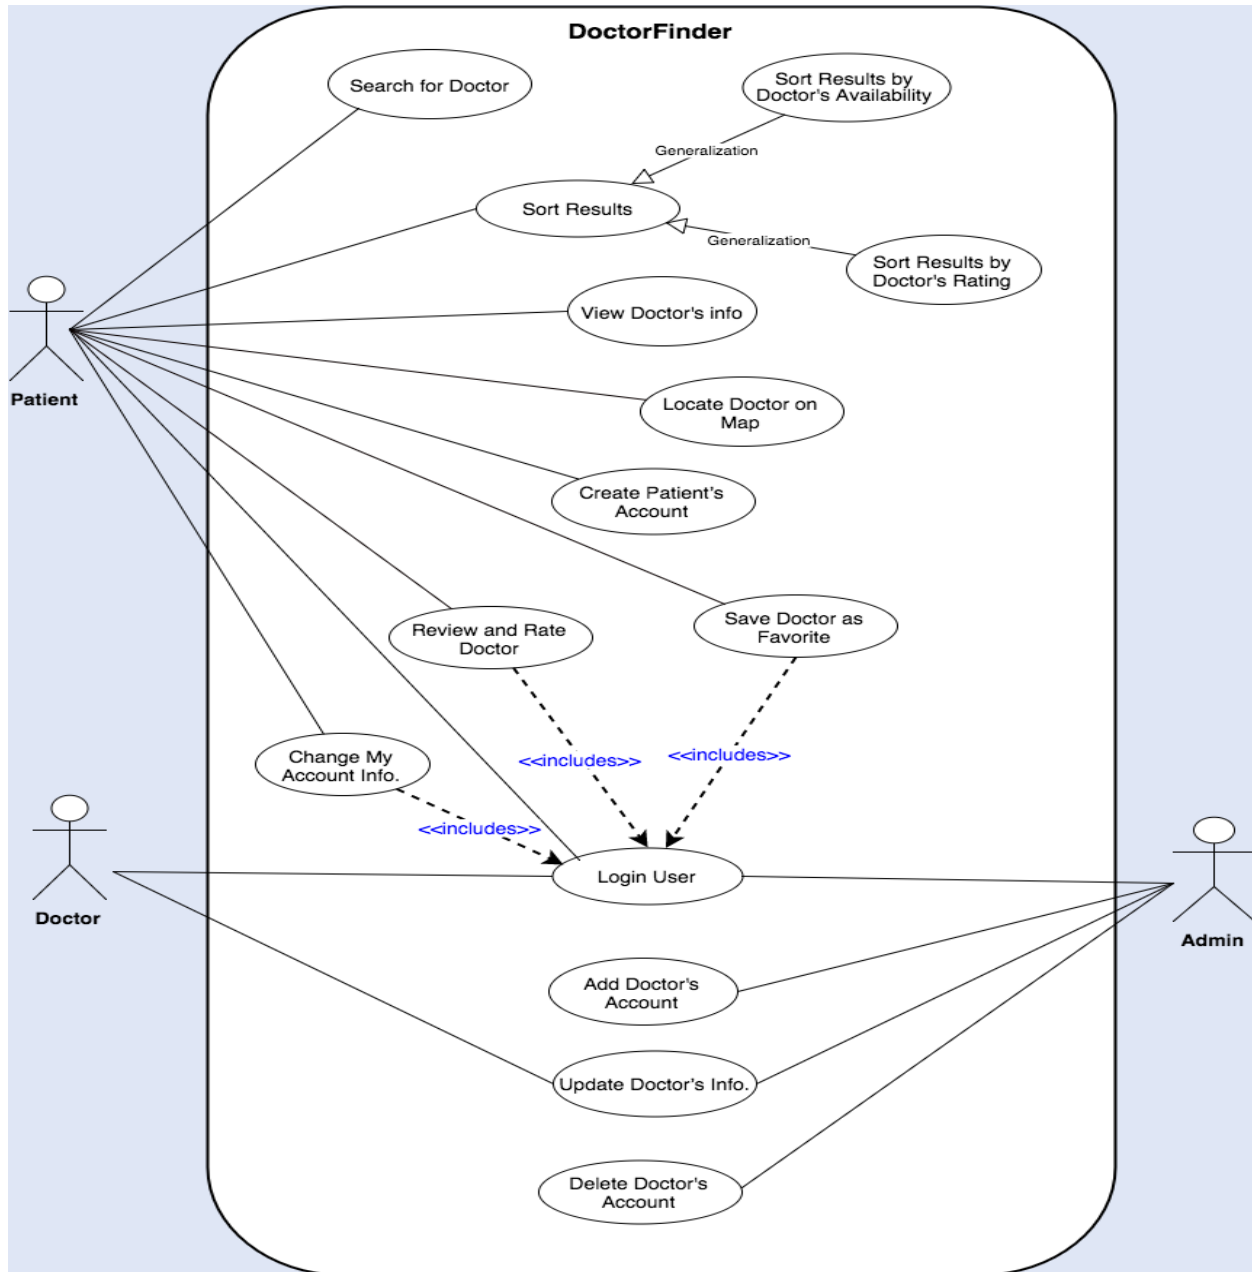 DoctorFinder
Search for Doctor
Sort Results by
Doctor's Availability
Generalization
Sort Results
Generalization
Sort Results by
Doctor's Rating
View Doctor's info
Patient
Locate Doctor on
Map
Create Patient's
Account
Review and Rate
Doctor
Save Doctor as
Favorite
Change My
Account Info.
<<includes>>
<<includes>>
<<includes>>
Login User
Doctor
Admin
Add Doctor's
Account
Update Doctor's Info.
Delete Doctor's
Account